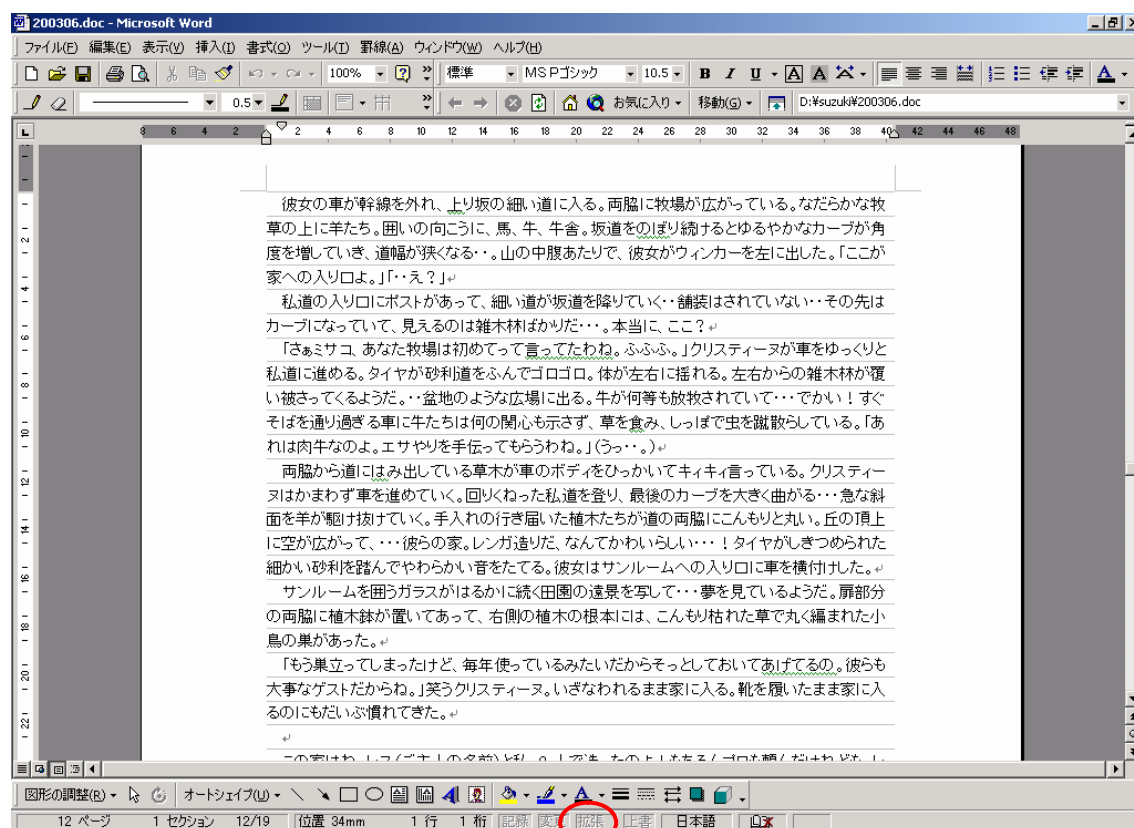 200306.doc - Microsoft Word
ファイル(F) 編集(E) 表示(V) 挿入(I) 書式(O) ツール(T) 罫線(A) ウィンドウ(W) ヘルプ(H)
100% 標準 MS Pゴシック 10.5 B I U A A A
0.5 お気に入り 移動(G) D:¥suzuki¥200306.doc
8 6 4 2 2 4 6 8 10 12 14 16 18 20 22 24 26 28 30 32 34 36 38 40 42 44 46 48
彼女の車が幹線を外れ、上り坂の細い道に入る。両脇に牧場が広がっている。なだらかな牧
草の上に羊たち。囲いの向こうに、馬、牛、牛舎。坂道をのぼり続けるとゆるやかなカーブが角
度を増していき、道幅が狭くなる・・。山の中腹あたりで、彼女がウィンカーを左に出した。「ここが
家への入り口よ。」「・・え？」
私道の入り口にポストがあって、細い道が坂道を降りていく・・舗装はされていない・・その先は
カーブになっていて、見えるのは雑木林ばかりだ・・・。本当に、ここ？
「さぁミサコ、あなた牧場は初めてって言ってたわね。ふふふ。」クリスティーヌが車をゆっくりと
私道に進める。タイヤが砂利道をふんでゴロゴロ。体が左右に揺れる。左右からの雑木林が覆
い被さってくるようだ。・・盆地のような広場に出る。牛が何等も放牧されていて・・・でかい！すぐ
そばを通り過ぎる車に牛たちは何の関心も示さず、草を食み、しっぽで虫を蹴散らしている。「あ
れは肉牛なのよ。エサやりを手伝ってもらうわね。」(うっ・・。)
両脇から道にはみ出している草木が車のボディをひっかいてキィキィ言っている。クリスティー
ヌはかまわず車を進めていく。回りくねった私道を登り、最後のカーブを大きく曲がる・・・急な斜
面を羊が駆け抜けていく。手入れの行き届いた植木たちが道の両脇にこんもりと丸い。丘の頂上
に空が広がって、・・・彼らの家。レンガ造りだ、なんてかわいらしい・・・！タイヤがしきつめられた
細かい砂利を踏んでやわらかい音をたてる。彼女はサンルームへの入り口に車を横付けした。
サンルームを囲うガラスがはるかに続く田園の遠景を写して・・・夢を見ているようだ。扉部分
の両脇に植木鉢が置いてあって、右側の植木の根本には、こんもり枯れた草で丸く編まれた小
鳥の巣があった。
「もう巣立ってしまったけど、毎年使っているみたいだからそっとしておいてあげてるの。彼らも
大事なゲストだからね。」笑うクリスティーヌ。いざなわれるまま家に入る。靴を履いたまま家に入
るのにもだいぶ慣れてきた。
図形の調整(R) オートシェイプ(U)
12 ページ 1 セクション 12/19 位置 34mm 1 行 1 桁 記録 変更 拡張 上書 日本語